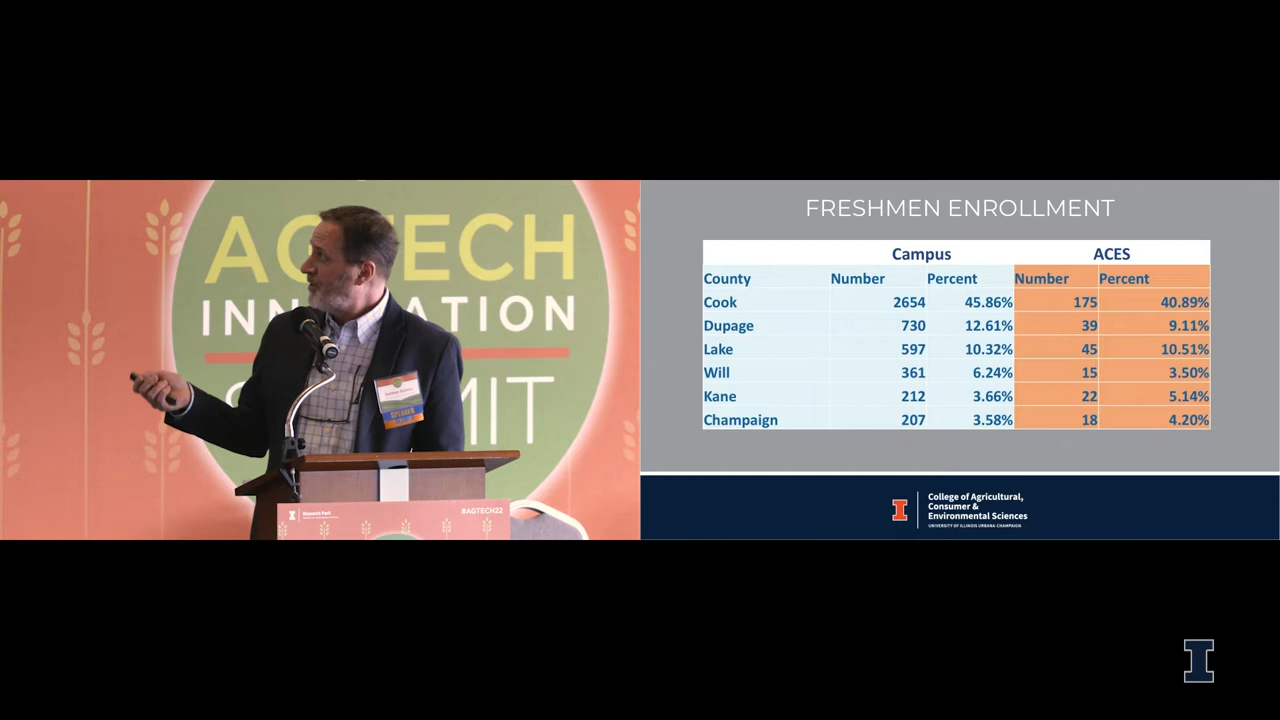 AGTECH
INNOVATION
SUMMIT
SPEAKER
Research Park
#AGTECH22
FRESHMEN ENROLLMENT
Campus ACES
County Number Percent Number Percent
Cook 2654 45.86% 175 40.89%
Dupage 730 12.61% 39 9.11%
Lake 597 10.32% 45 10.51%
Will 361 6.24% 15 3.50%
Kane 212 3.66% 22 5.14%
Champaign 207 3.58% 18 4.20%
I
College of Agricultural,
Consumer &
Environmental Sciences
UNIVERSITY OF ILLINOIS URBANA-CHAMPAIGN
I